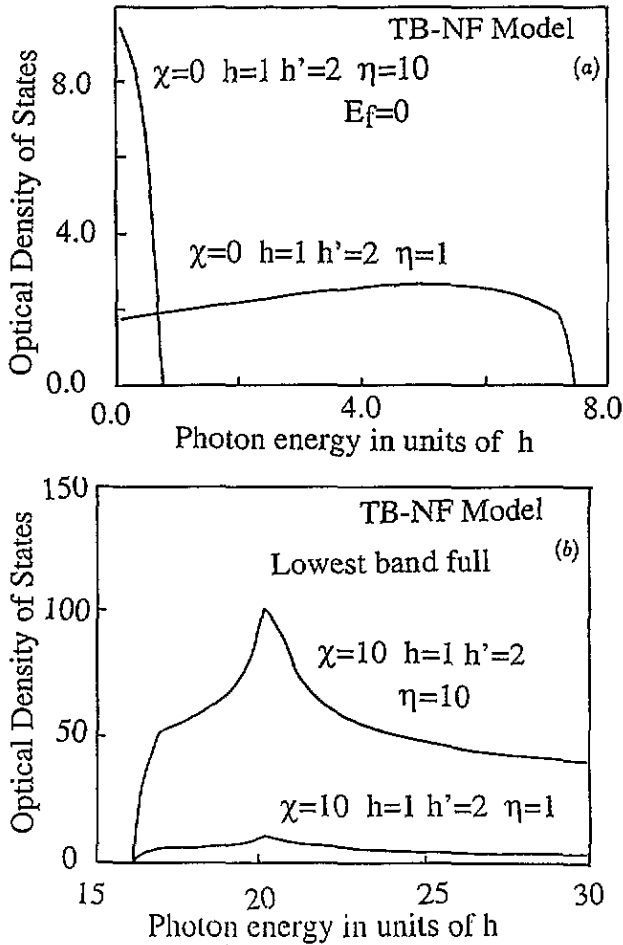 TB-NF Model
χ=0 h=1 h'=2 η=10
(a)
8.0
E_f=0
Optical Density of States
4.0
χ=0 h=1 h'=2 η=1
0.0
0.0 4.0 8.0
Photon energy in units of h
150
TB-NF Model
Lowest band full
(b)
100
χ=10 h=1 h'=2
η=10
Optical Density of States
50
χ=10 h=1 h'=2 η=1
0
15 20 25 30
Photon energy in units of h